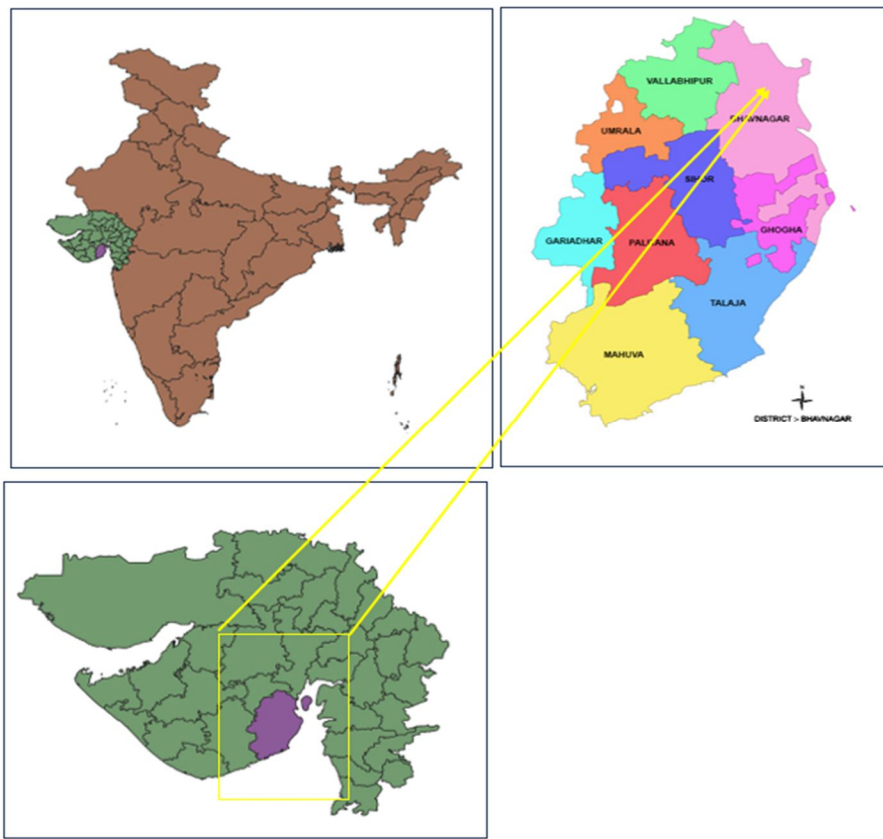 VALLABHIPUR
BHAVNAGAR
UMRALA
SIHOR
GHOGHA
GARIADHAR
PALITANA
TALAJA
MAHUVA
DISTRICT :- BHAVNAGAR